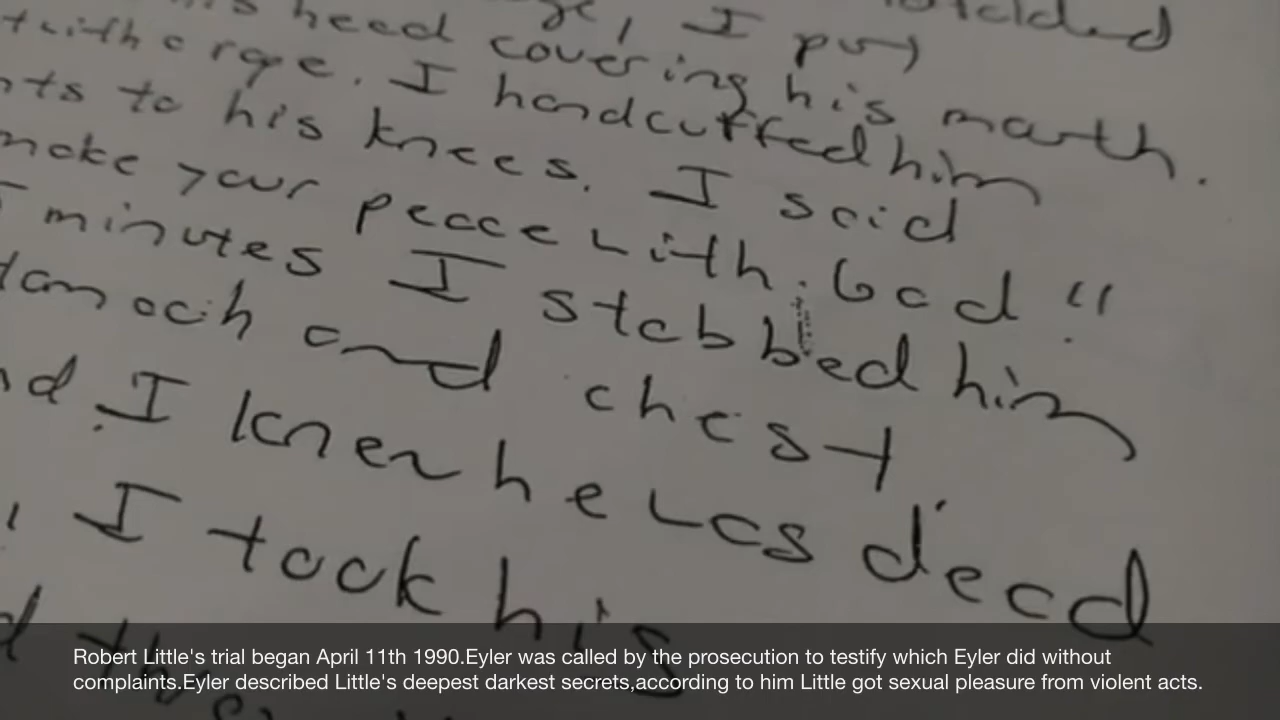 I put
head covering his mouth.
I handcuffed him
to his knees. I said
make your peace with God"
minutes I stabbed him
and chest
I knew he was dead
I took his
Robert Little's trial began April 11th 1990.Eyler was called by the prosecution to testify which Eyler did without
complaints.Eyler described Little's deepest darkest secrets,according to him Little got sexual pleasure from violent acts.